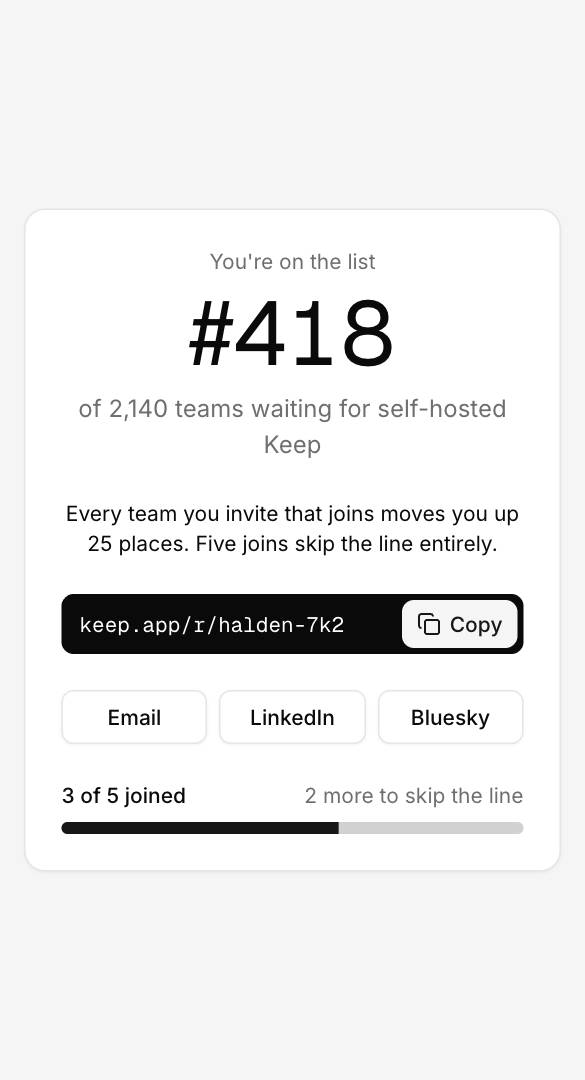 You're on the list
#418
of 2,140 teams waiting for self-hosted
Keep
Every team you invite that joins moves you up
25 places. Five joins skip the line entirely.
keep.app/r/halden-7k2
Copy
Email
LinkedIn
Bluesky
3 of 5 joined
2 more to skip the line